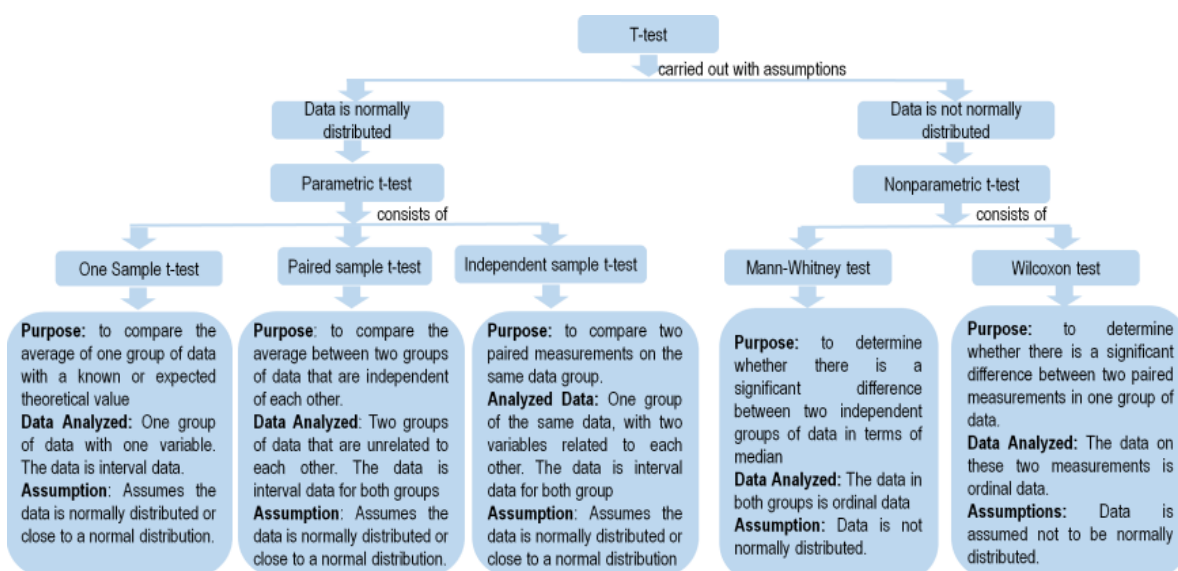 T-test
carried out with assumptions
Data is normally
distributed
Data is not normally
distributed
Parametric t-test
Nonparametric t-test
consists of
consists of
One Sample t-test
Paired sample t-test
Independent sample t-test
Mann-Whitney test
Wilcoxon test
Purpose: to compare the
average of one group of data
with a known or expected
theoretical value
Data Analyzed: One group
of data with one variable.
The data is interval data.
Assumption: Assumes the
data is normally distributed or
close to a normal distribution.
Purpose: to compare the
average between two groups
of data that are independent
of each other.
Data Analyzed: Two groups
of data that are unrelated to
each other. The data is
interval data for both groups
Assumption: Assumes the
data is normally distributed or
close to a normal distribution.
Purpose: to compare two
paired measurements on the
same data group.
Analyzed Data: One group
of the same data, with two
variables related to each
other. The data is interval
data for both group
Assumption: Assumes the
data is normally distributed or
close to a normal distribution
Purpose: to determine
whether there is a
significant difference
between two independent
groups of data in terms of
median
Data Analyzed: The data in
both groups is ordinal data
Assumption: Data is not
normally distributed.
Purpose: to determine
whether there is a significant
difference between two paired
measurements in one group of
data.
Data Analyzed: The data on
these two measurements is
ordinal data.
Assumptions: Data is
assumed not to be normally
distributed.